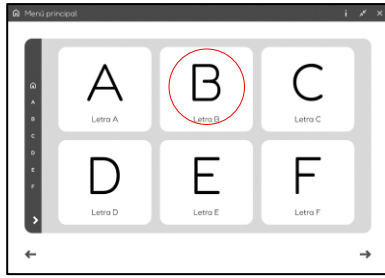 Menú principal
A B C
Letra A Letra B Letra C
D E F
Letra D Letra E Letra F
A
B
C
D
E
F